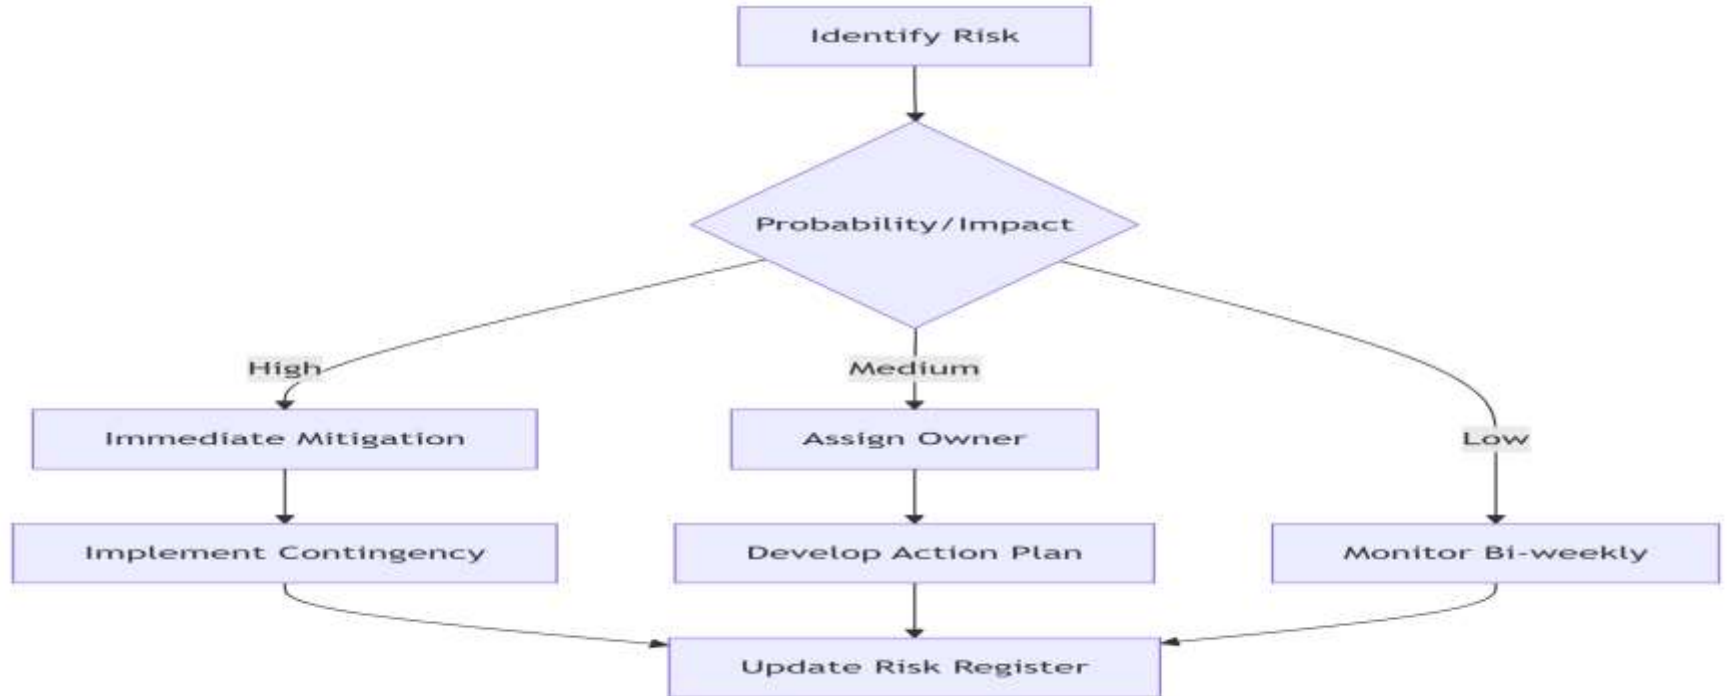 Identify Risk
Probability/Impact
High
Medium
Low
Immediate Mitigation
Assign Owner
Implement Contingency
Develop Action Plan
Monitor Bi-weekly
Update Risk Register